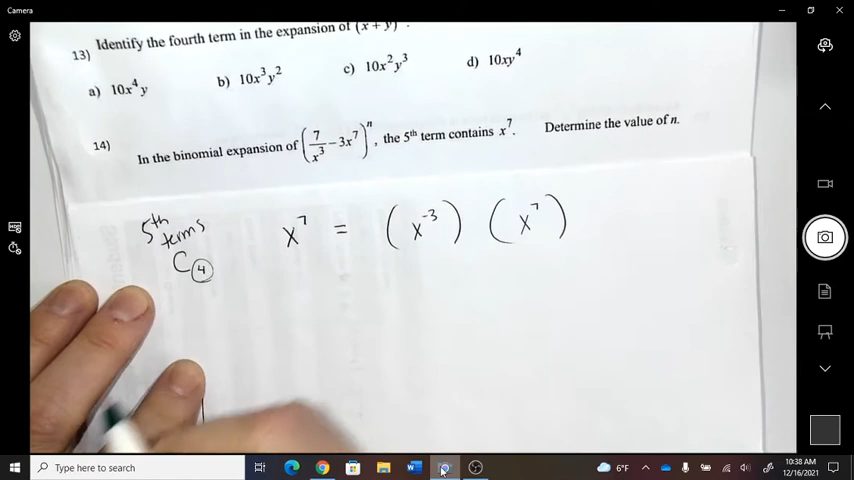 Camera
13) Identify the fourth term in the expansion of (x + y)
a) 10x⁴y b) 10x³y² c) 10x²y³ d) 10xy⁴
14) In the binomial expansion of (7/x³ − 3x⁷)ⁿ, the 5th term contains x⁷. Determine the value of n.
5th terms C④
x⁷ = (x⁻³) (x⁷)
Type here to search
6°F
10:38 AM
12/16/2021